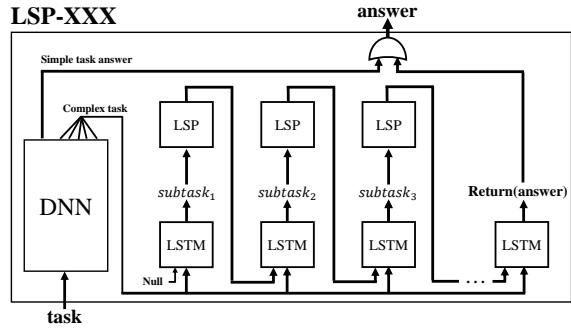 LSP-XXX
answer
Simple task answer
Complex task
LSP
LSP
LSP
DNN
subtask₁
subtask₂
subtask₃
Return(answer)
LSTM
LSTM
LSTM
LSTM
Null
...
task